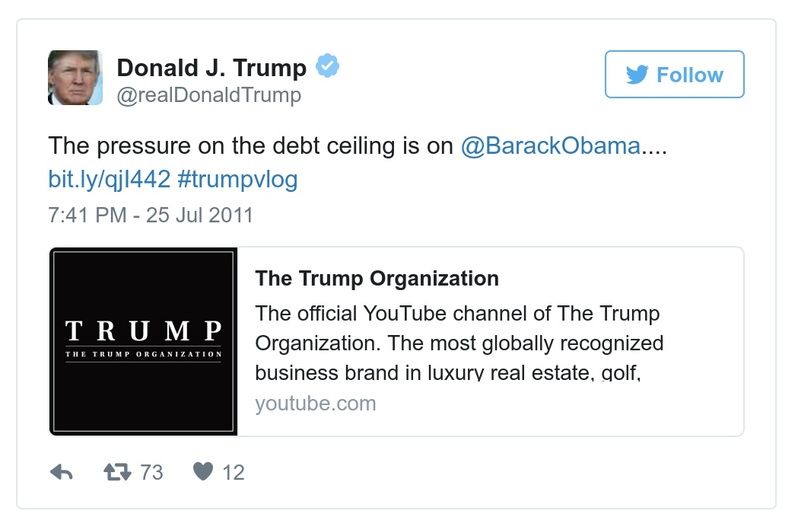 Donald J. Trump
@realDonaldTrump
Follow
The pressure on the debt ceiling is on @BarackObama....
bit.ly/qjI442 #trumpvlog
7:41 PM - 25 Jul 2011
TRUMP
THE TRUMP ORGANIZATION
The Trump Organization
The official YouTube channel of The Trump
Organization. The most globally recognized
business brand in luxury real estate, golf,
youtube.com
73
12